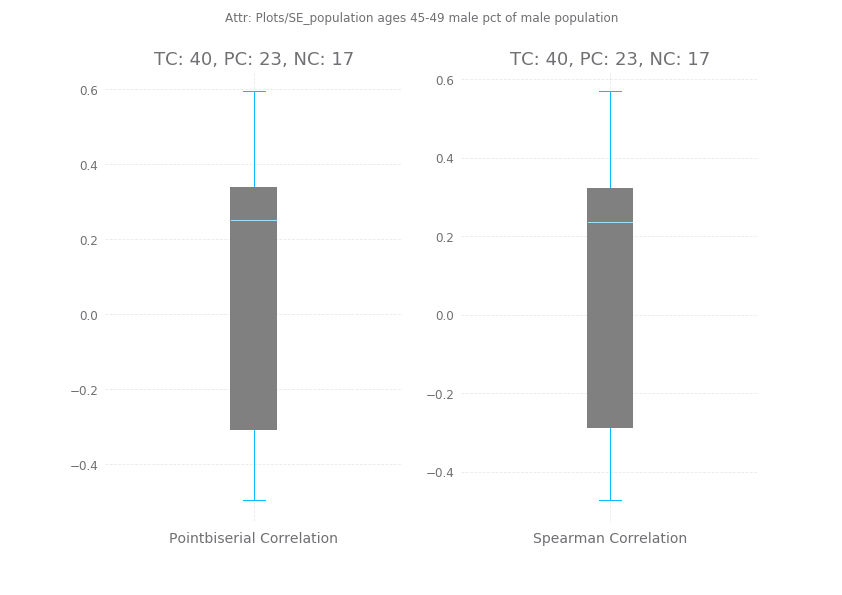 Attr: Plots/SE_population ages 45-49 male pct of male population
TC: 40, PC: 23, NC: 17
0.6
0.4
0.2
0.0
−0.2
−0.4
Pointbiserial Correlation
TC: 40, PC: 23, NC: 17
0.6
0.4
0.2
0.0
−0.2
−0.4
Spearman Correlation